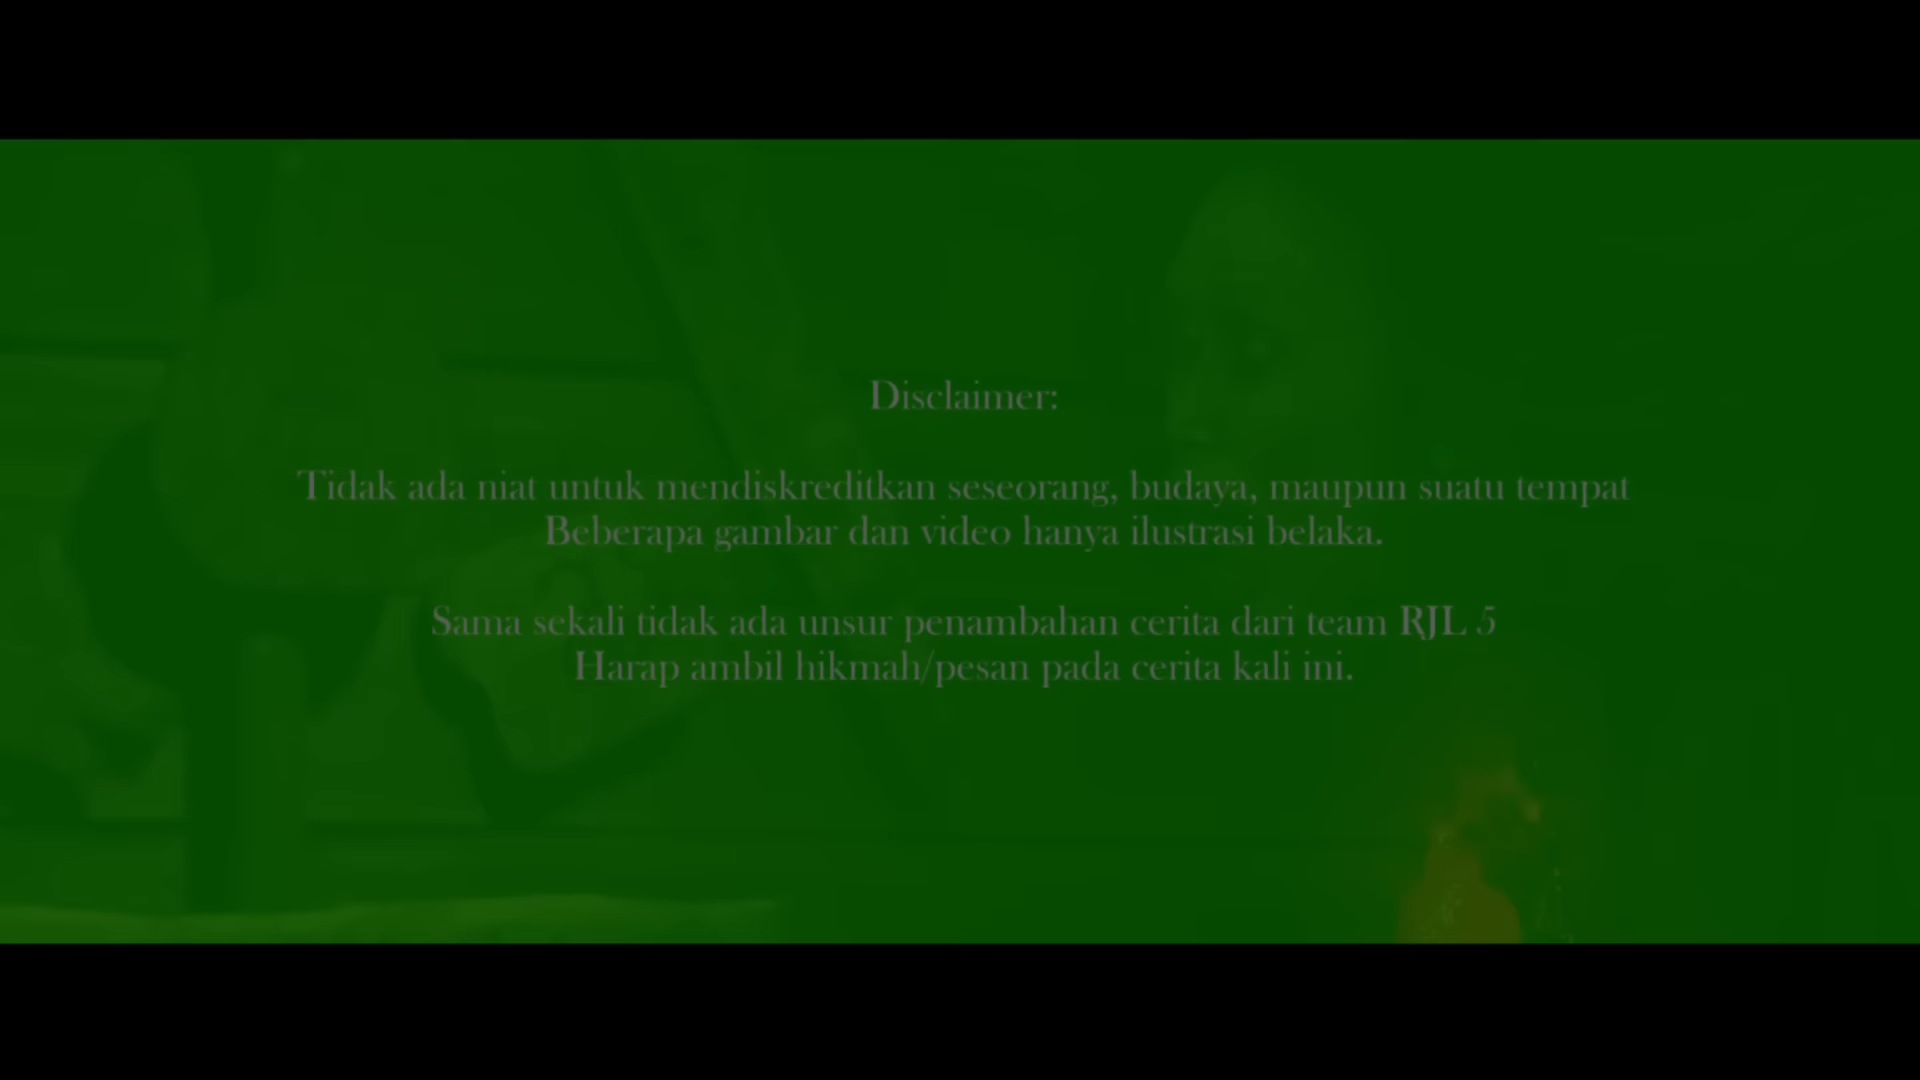 Disclaimer:
Tidak ada niat untuk mendiskreditkan seseorang, budaya, maupun suatu tempat
Beberapa gambar dan video hanya ilustrasi belaka.
Sama sekali tidak ada unsur penambahan cerita dari team RJL 5
Harap ambil hikmah/pesan pada cerita kali ini.